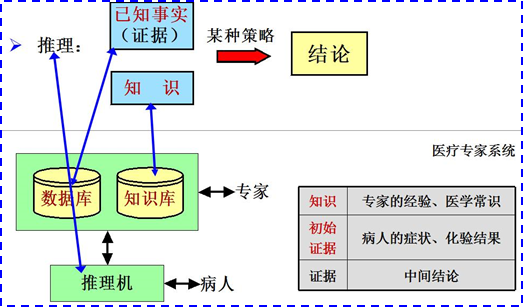 ➢ 推理：
已知事实
（证据）
某种策略
结论
知 识
医疗专家系统
数据库
知识库
专家
推理机
病人
知识 专家的经验、医学常识
初始
证据 病人的症状、化验结果
证据 中间结论